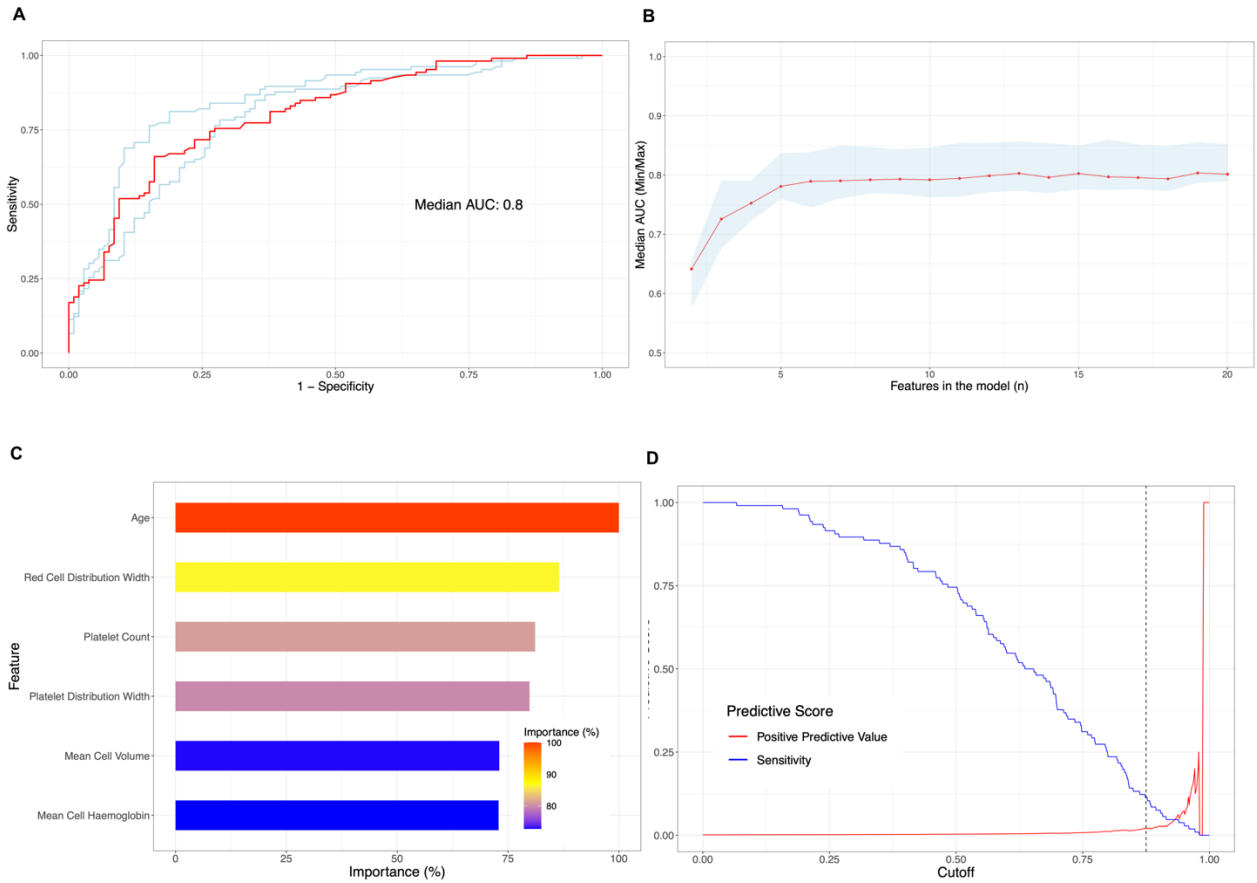 A
1.00
0.75
0.50
0.25
0.00
Sensitivity
Median AUC: 0.8
0.00
0.25
0.50
0.75
1.00
1 − Specificity
B
1.0
0.9
0.8
0.7
0.6
0.5
Median AUC (Min/Max)
5
10
15
20
Features in the model (n)
C
Feature
Age
Red Cell Distribution Width
Platelet Count
Platelet Distribution Width
Mean Cell Volume
Mean Cell Haemoglobin
Importance (%)
100
90
80
0
25
50
75
100
Importance (%)
D
1.00
0.75
0.50
0.25
0.00
Predictive Score
Positive Predictive Value
Sensitivity
0.00
0.25
0.50
0.75
1.00
Cutoff